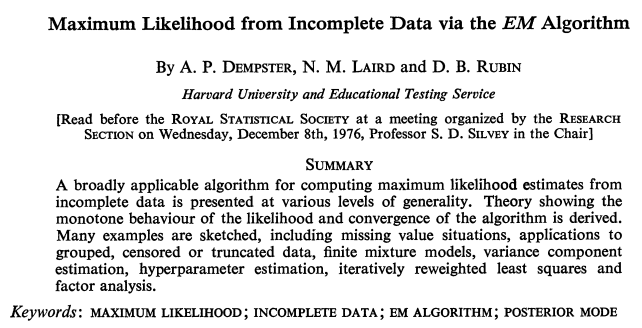 Maximum Likelihood from Incomplete Data via the EM Algorithm
By A. P. DEMPSTER, N. M. LAIRD and D. B. RUBIN
Harvard University and Educational Testing Service
[Read before the ROYAL STATISTICAL SOCIETY at a meeting organized by the RESEARCH
SECTION on Wednesday, December 8th, 1976, Professor S. D. SILVEY in the Chair]
SUMMARY
A broadly applicable algorithm for computing maximum likelihood estimates from
incomplete data is presented at various levels of generality. Theory showing the
monotone behaviour of the likelihood and convergence of the algorithm is derived.
Many examples are sketched, including missing value situations, applications to
grouped, censored or truncated data, finite mixture models, variance component
estimation, hyperparameter estimation, iteratively reweighted least squares and
factor analysis.
Keywords: MAXIMUM LIKELIHOOD; INCOMPLETE DATA; EM ALGORITHM; POSTERIOR MODE